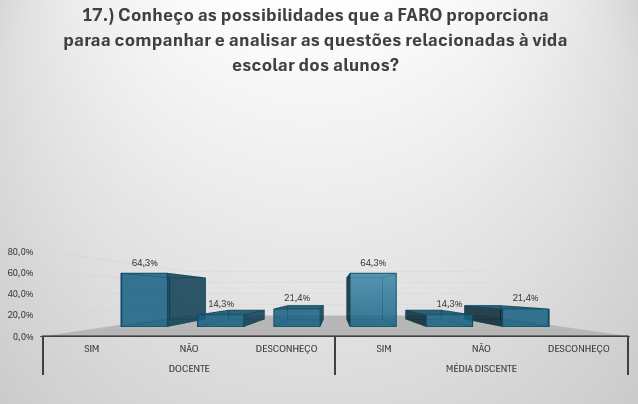 17.) Conheço as possibilidades que a FARO proporciona
paraa companhar e analisar as questões relacionadas à vida
escolar dos alunos?
80,0%
60,0%
40,0%
20,0%
0,0%
64,3%
14,3%
21,4%
64,3%
14,3%
21,4%
SIM NÃO DESCONHEÇO SIM NÃO DESCONHEÇO
DOCENTE MÉDIA DISCENTE